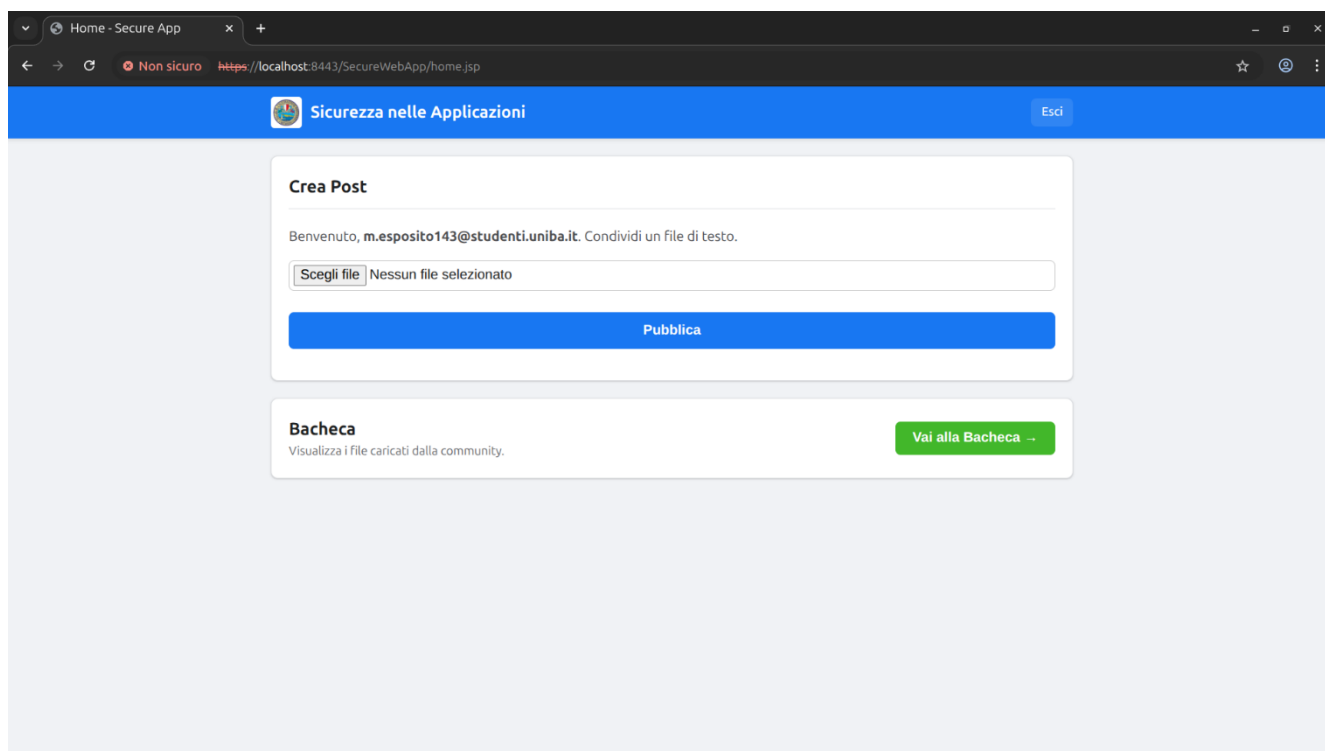 Home - Secure App
Non sicuro https://localhost:8443/SecureWebApp/home.jsp
Sicurezza nelle Applicazioni Esci
Crea Post
Benvenuto, m.esposito143@studenti.uniba.it. Condividi un file di testo.
Scegli file Nessun file selezionato
Pubblica
Bacheca
Visualizza i file caricati dalla community.
Vai alla Bacheca →